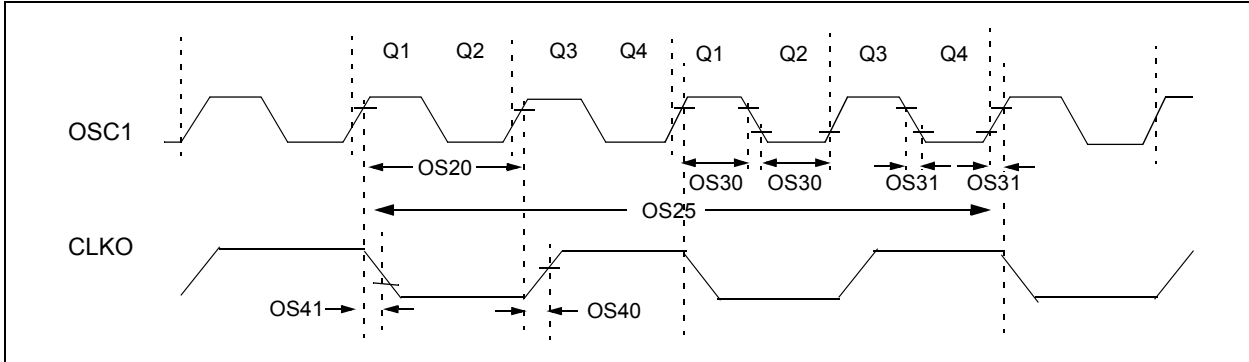 Q1 Q2 Q3 Q4 Q1 Q2 Q3 Q4
OSC1
OS20
OS30 OS30 OS31 OS31
OS25
CLKO
OS41 OS40